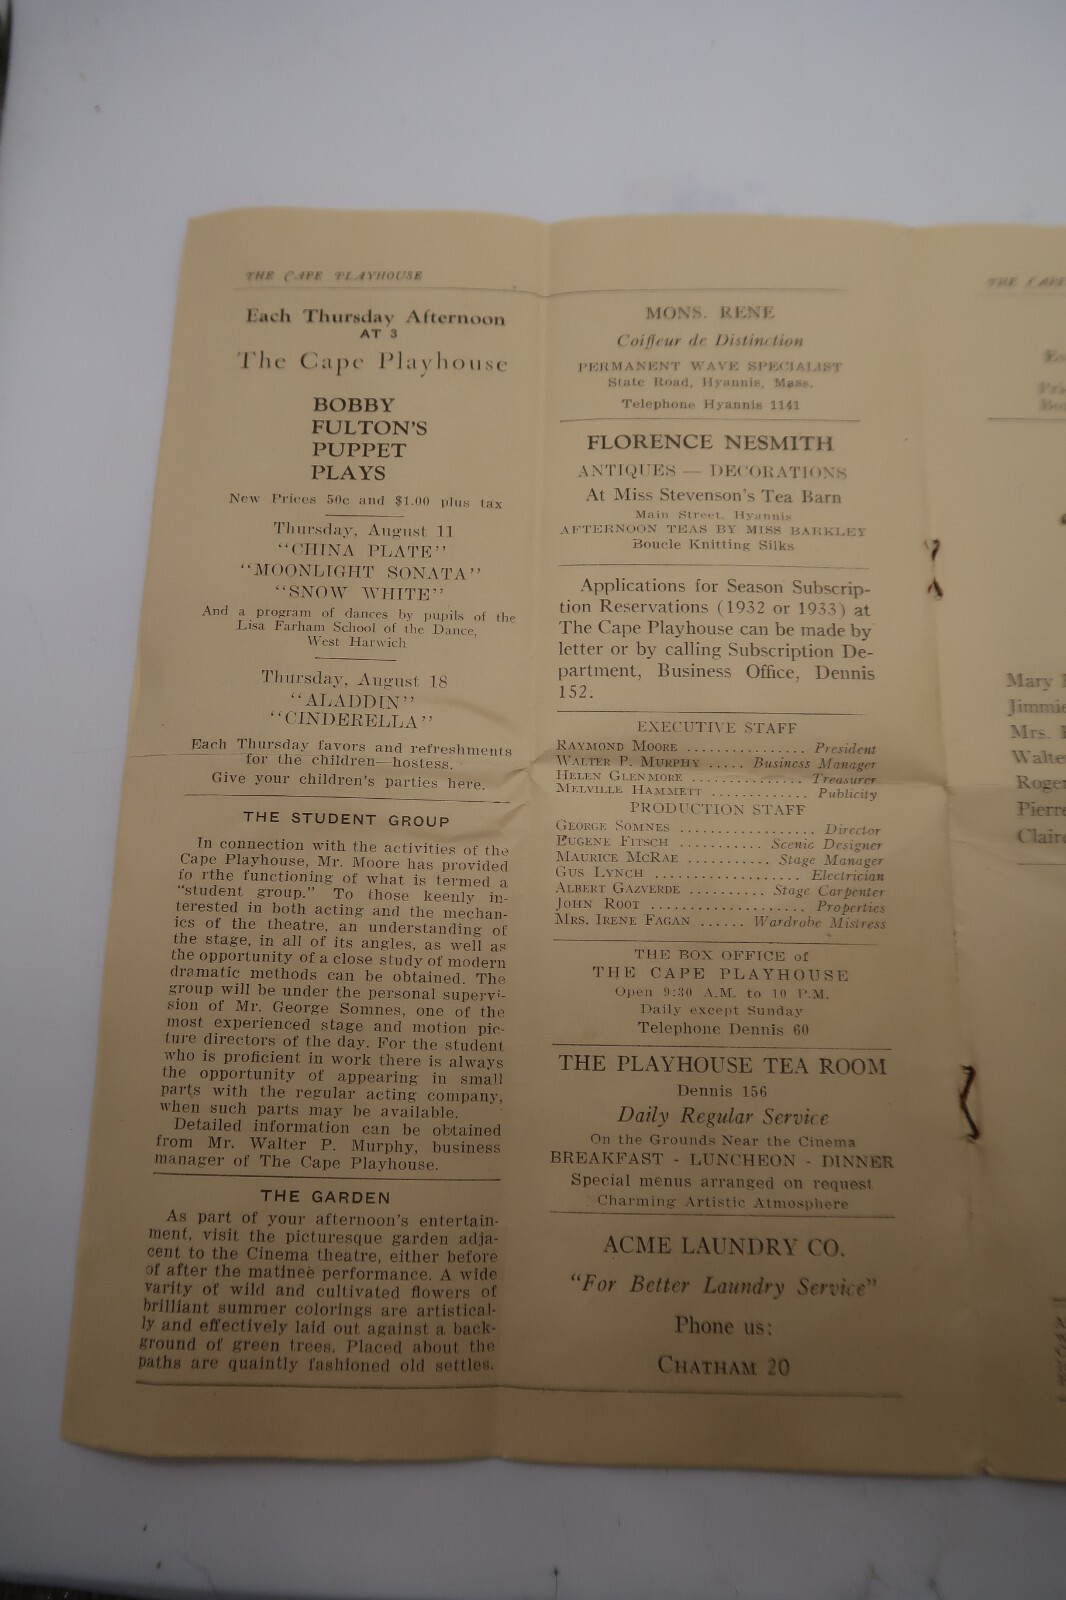 THE CAPE PLAYHOUSE
Each Thursday Afternoon
AT 3
The Cape Playhouse
BOBBY
FULTON'S
PUPPET
PLAYS
New Prices 50c and $1.00 plus tax
Thursday, August 11
"CHINA PLATE"
"MOONLIGHT SONATA"
"SNOW WHITE"
And a program of dances by pupils of the
Lisa Farham School of the Dance,
West Harwich
Thursday, August 18
"ALADDIN"
"CINDERELLA"
Each Thursday favors and refreshments
for the children—hostess.
Give your children's parties here.
THE STUDENT GROUP
In connection with the activities of the
Cape Playhouse, Mr. Moore has provided
fo rthe functioning of what is termed a
"student group." To those keenly in-
terested in both acting and the mechan-
ics of the theatre, an understanding of
the stage, in all of its angles, as well as
the opportunity of a close study of modern
dramatic methods can be obtained. The
group will be under the personal supervi-
sion of Mr. George Somnes, one of the
most experienced stage and motion pic-
ture directors of the day. For the student
who is proficient in work there is always
the opportunity of appearing in small
parts with the regular acting company,
when such parts may be available.
Detailed information can be obtained
from Mr. Walter P. Murphy, business
manager of The Cape Playhouse.
THE GARDEN
As part of your afternoon's entertain-
ment, visit the picturesque garden adja-
cent to the Cinema theatre, either before
of after the matinee performance. A wide
varity of wild and cultivated flowers of
brilliant summer colorings are artistical-
ly and effectively laid out against a back-
ground of green trees. Placed about the
paths are quaintly fashioned old settles.
MONS. RENE
Coiffeur de Distinction
PERMANENT WAVE SPECIALIST
State Road, Hyannis, Mass.
Telephone Hyannis 1141
FLORENCE NESMITH
ANTIQUES — DECORATIONS
At Miss Stevenson's Tea Barn
Main Street, Hyannis
AFTERNOON TEAS BY MISS BARKLEY
Boucle Knitting Silks
Applications for Season Subscrip-
tion Reservations (1932 or 1933) at
The Cape Playhouse can be made by
letter or by calling Subscription De-
partment, Business Office, Dennis
152.
EXECUTIVE STAFF
RAYMOND MOORE ................ President
WALTER P. MURPHY ..... Business Manager
HELEN GLENMORE ............... Treasurer
MELVILLE HAMMETT ............. Publicity
PRODUCTION STAFF
GEORGE SOMNES .................. Director
EUGENE FITSCH ........... Scenic Designer
MAURICE MCRAE ........... Stage Manager
GUS LYNCH .................... Electrician
ALBERT GAZVERDE .......... Stage Carpenter
JOHN ROOT ..................... Properties
MRS. IRENE FAGAN ...... Wardrobe Mistress
THE BOX OFFICE of
THE CAPE PLAYHOUSE
Open 9:30 A.M. to 10 P.M.
Daily except Sunday
Telephone Dennis 60
THE PLAYHOUSE TEA ROOM
Dennis 156
Daily Regular Service
On the Grounds Near the Cinema
BREAKFAST - LUNCHEON - DINNER
Special menus arranged on request
Charming Artistic Atmosphere
ACME LAUNDRY CO.
"For Better Laundry Service"
Phone us:
CHATHAM 20
THE
Mary
Jimmie
Mrs.
Walte
Roger
Pierre
Claire